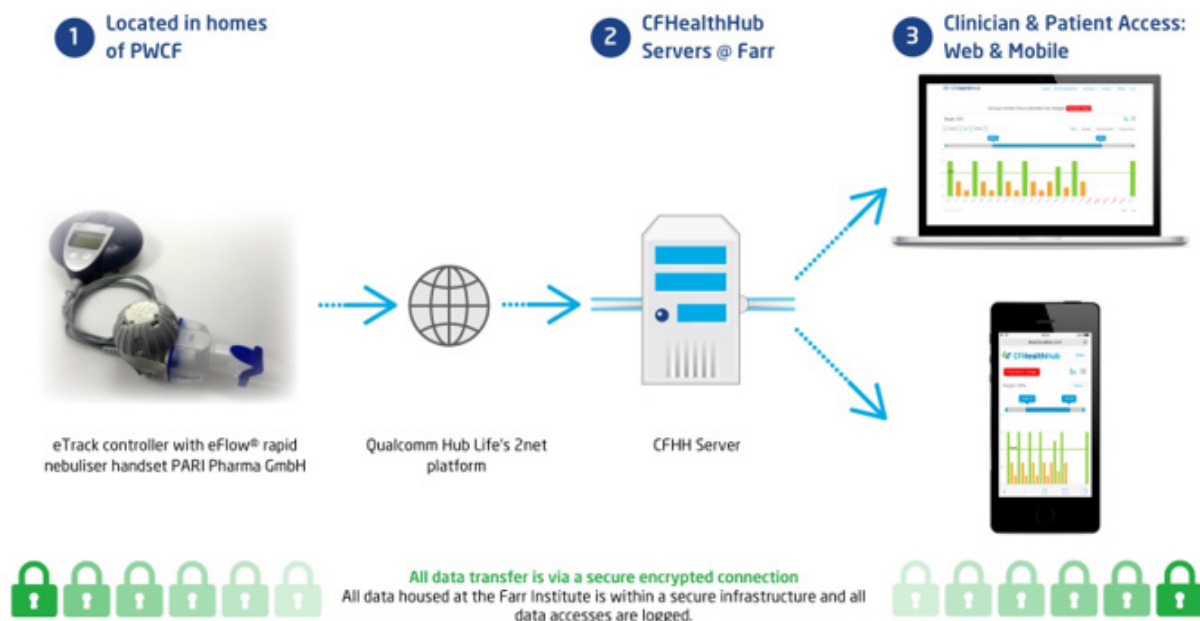 1 Located in homes
of PWCF
2 CFHealthHub
Servers @ Farr
3 Clinician & Patient Access:
Web & Mobile
CFHealthHub
CFHealthHub
eTrack controller with eFlow® rapid
nebuliser handset PARI Pharma GmbH
Qualcomm Hub Life's 2net
platform
CFHH Server
All data transfer is via a secure encrypted connection
All data housed at the Farr Institute is within a secure infrastructure and all
data accesses are logged.